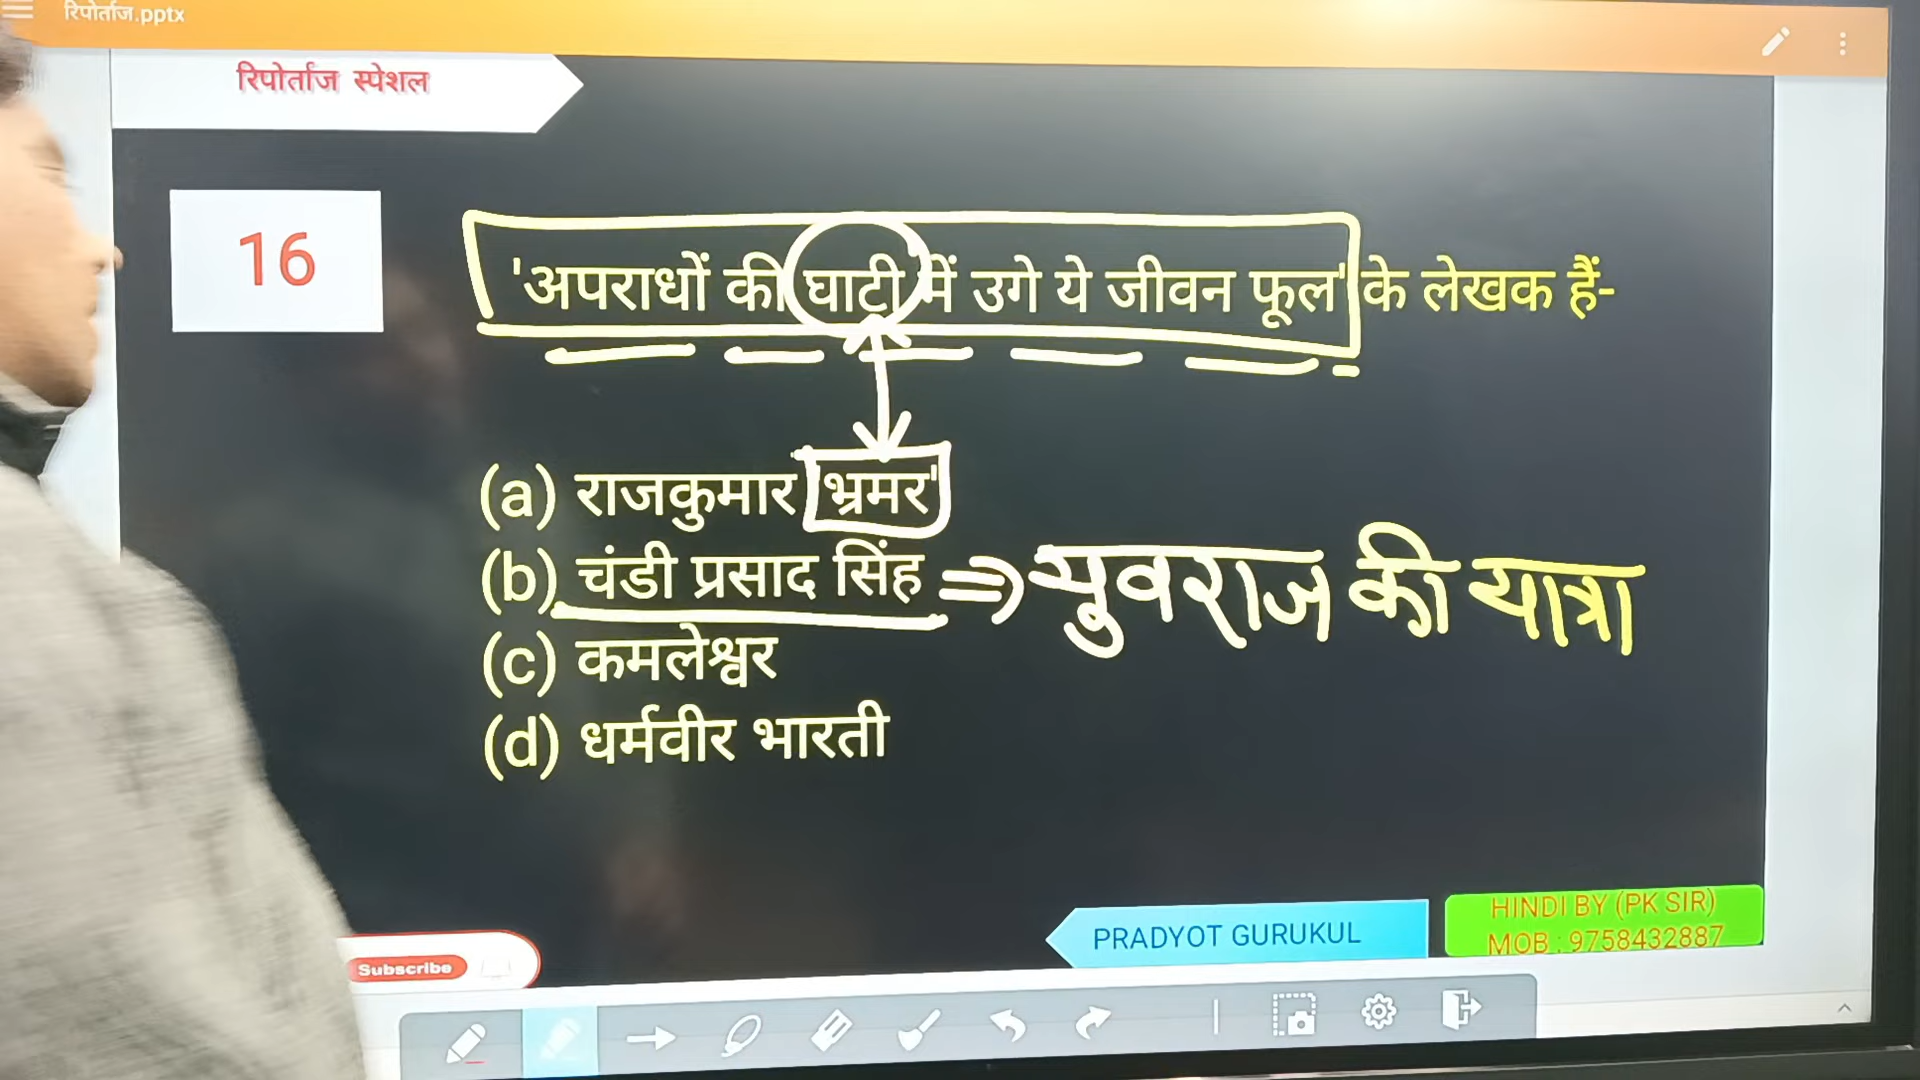 रिपोर्ताज.pptx
रिपोर्ताज स्पेशल
16
'अपराधों की घाटी में उगे ये जीवन फूल' के लेखक हैं-
(a) राजकुमार 'भ्रमर'
(b) चंडी प्रसाद सिंह ⇒ युवराज की यात्रा
(c) कमलेश्वर
(d) धर्मवीर भारती
PRADYOT GURUKUL
HINDI BY (PK SIR)
MOB : 9758432887
Subscribe